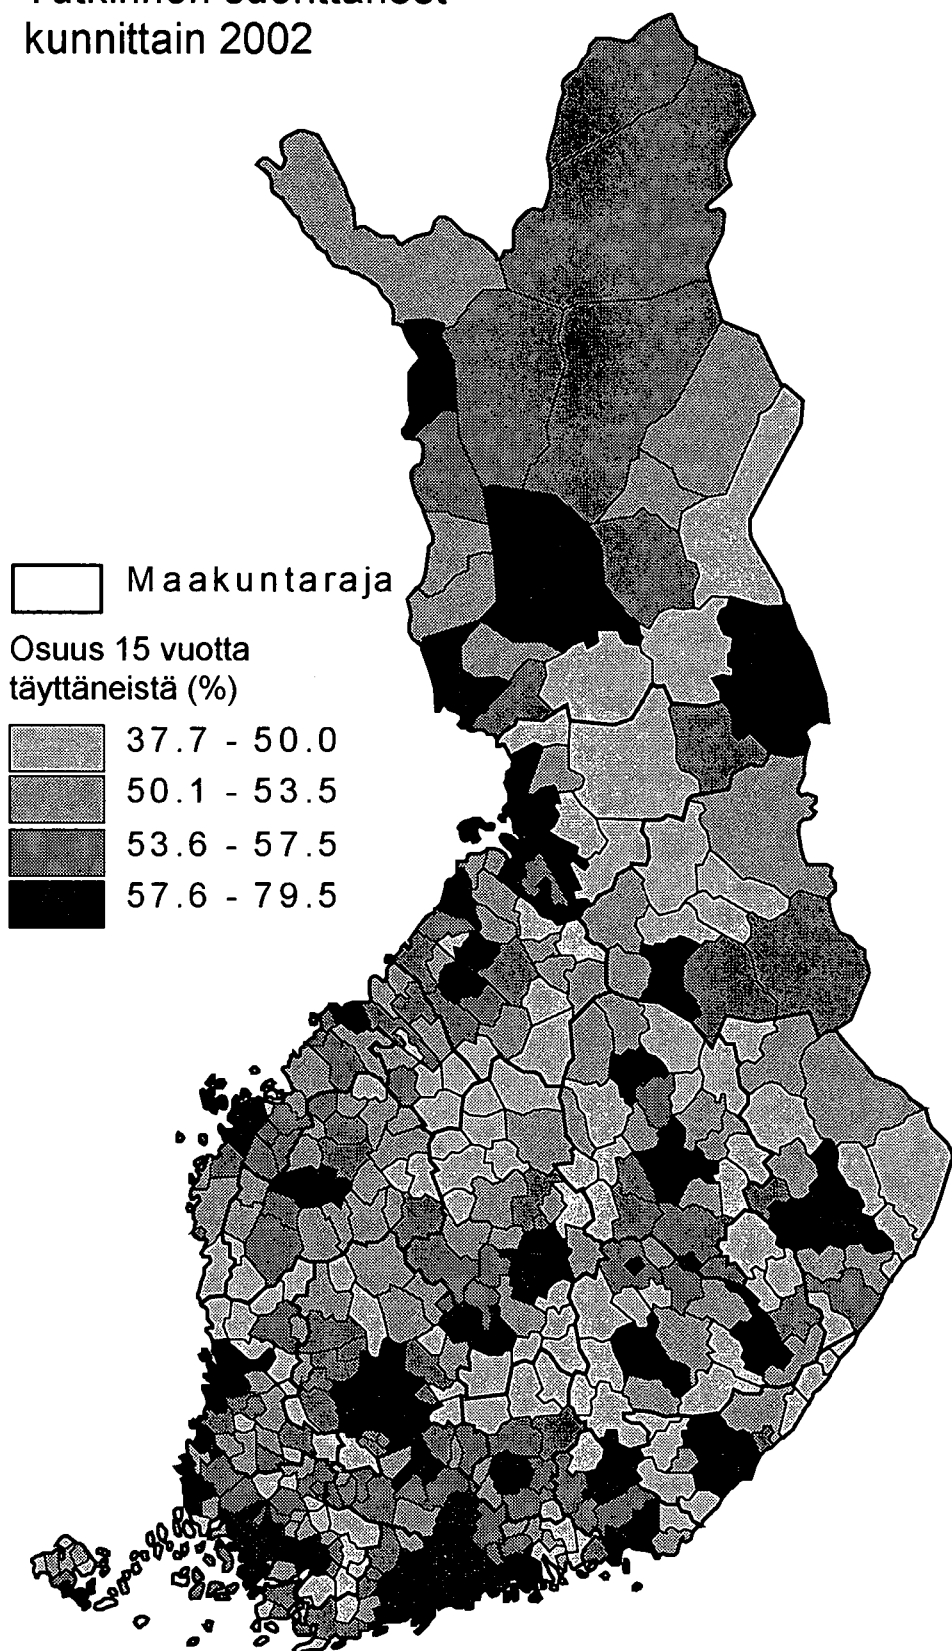 kunnittain 2002
Maakuntaraja
Osuus 15 vuotta
täyttäneistä (%)
37.7 - 50.0
50.1 - 53.5
53.6 - 57.5
57.6 - 79.5